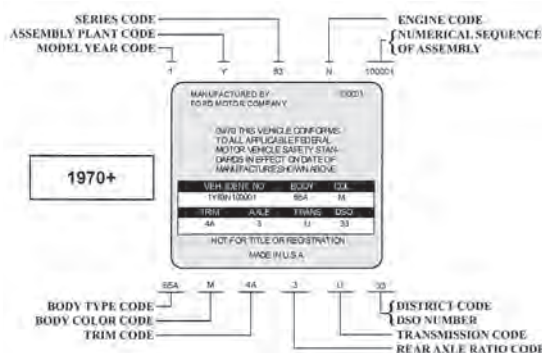 SERIES CODE
ASSEMBLY PLANT CODE
MODEL YEAR CODE
ENGINE CODE
NUMERICAL SEQUENCE
OF ASSEMBLY
1 Y 83 N 100001
MANUFACTURED BY 100001
FORD MOTOR COMPANY
09/70 THIS VEHICLE CONFORMS
TO ALL APPLICABLE FEDERAL
MOTOR VEHICLE SAFETY STAN-
DARDS IN EFFECT ON DATE OF
MANUFACTURE SHOWN ABOVE
1970+
VEH. IDENT. NO. BODY COL
1Y83N100001 65A M
TRIM AXLE TRANS DSO
4A 3 U 33
NOT FOR TITLE OR REGISTRATION
MADE IN U.S.A.
65A M 4A 3 U 33
BODY TYPE CODE
BODY COLOR CODE
TRIM CODE
DISTRICT CODE
DSO NUMBER
TRANSMISSION CODE
REAR AXLE RATIO CODE